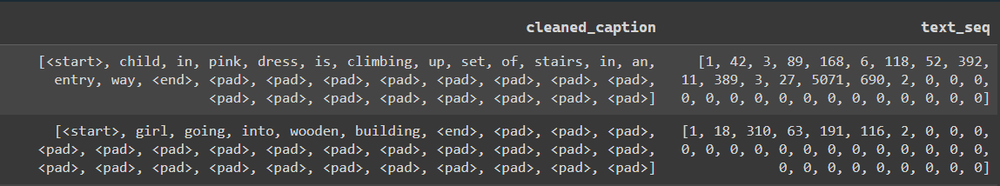 cleaned_caption text_seq
[<start>, child, in, pink, dress, is, climbing, up, set, of, stairs, in, an, [1, 42, 3, 89, 168, 6, 118, 52, 392,
entry, way, <end>, <pad>, <pad>, <pad>, <pad>, <pad>, <pad>, <pad>, <pad>, 11, 389, 3, 27, 5071, 690, 2, 0, 0, 0,
<pad>, <pad>, <pad>, <pad>, <pad>, <pad>, <pad>, <pad>] 0, 0, 0, 0, 0, 0, 0, 0, 0, 0, 0, 0, 0]
[<start>, girl, going, into, wooden, building, <end>, <pad>, <pad>, <pad>, [1, 18, 310, 63, 191, 116, 2, 0, 0, 0,
<pad>, <pad>, <pad>, <pad>, <pad>, <pad>, <pad>, <pad>, <pad>, <pad>, <pad>, 0, 0, 0, 0, 0, 0, 0, 0, 0, 0, 0, 0,
<pad>, <pad>, <pad>, <pad>, <pad>, <pad>, <pad>, <pad>, <pad>, <pad>, <pad>] 0, 0, 0, 0, 0, 0, 0, 0]